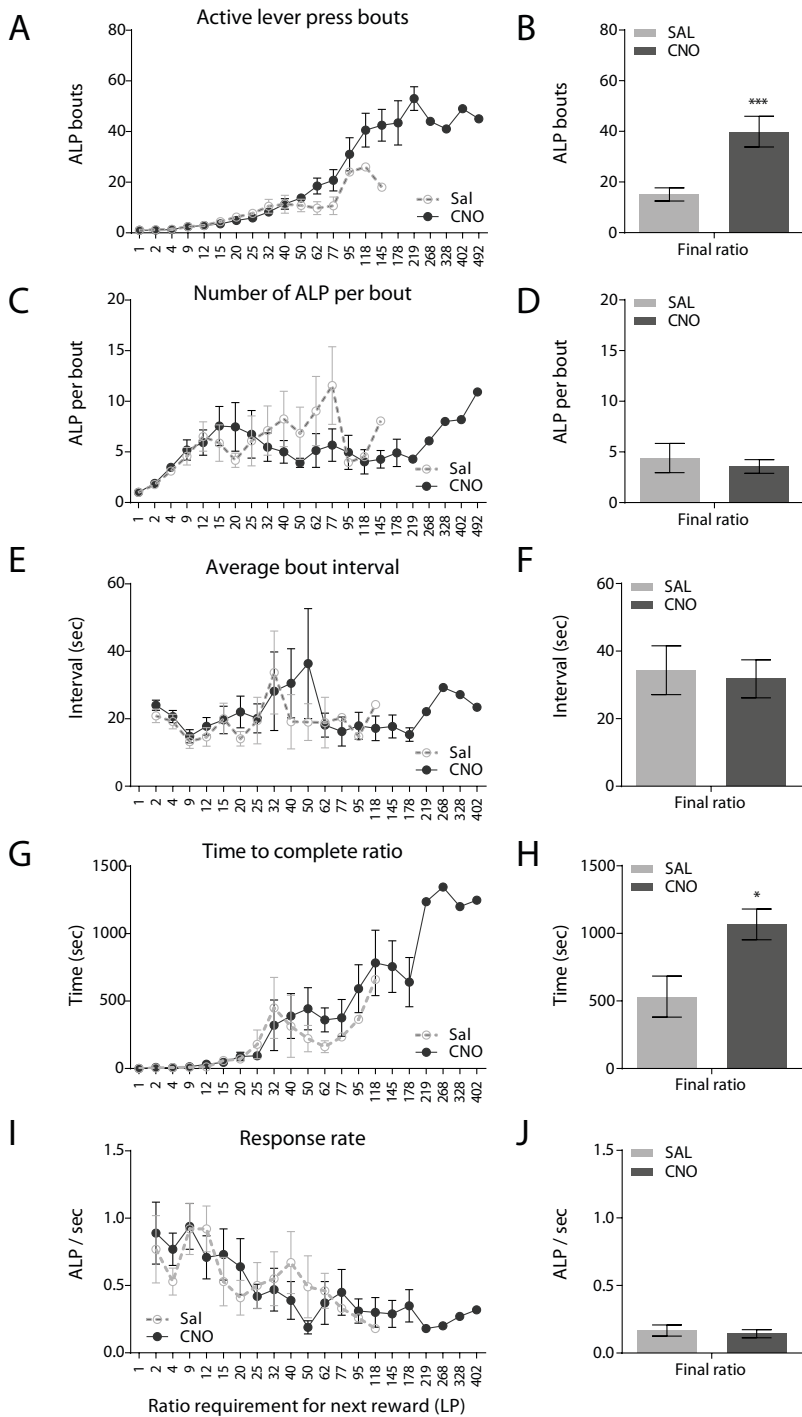 A
Active lever press bouts
ALP bouts
80
60
40
20
0
Sal
CNO
1 2 4 9 12 15 20 25 32 40 50 62 77 95 118 145 178 219 268 328 402 492
B
SAL
CNO
ALP bouts
80
60
40
20
0
***
Final ratio
C
Number of ALP per bout
ALP per bout
20
15
10
5
0
Sal
CNO
1 2 4 9 12 15 20 25 32 40 50 62 77 95 118 145 178 219 268 328 402 492
D
SAL
CNO
ALP per bout
20
15
10
5
0
Final ratio
E
Average bout interval
Interval (sec)
60
40
20
0
Sal
CNO
1 2 4 9 12 15 20 25 32 40 50 62 77 95 118 145 178 219 268 328 402
F
SAL
CNO
Interval (sec)
60
40
20
0
Final ratio
G
Time to complete ratio
Time (sec)
1500
1000
500
0
Sal
CNO
1 2 4 9 12 15 20 25 32 40 50 62 77 95 118 145 178 219 268 328 402
H
SAL
CNO
Time (sec)
1500
1000
500
0
*
Final ratio
I
Response rate
ALP / sec
1.5
1.0
0.5
0.0
Sal
CNO
1 2 4 9 12 15 20 25 32 40 50 62 77 95 118 145 178 219 268 328 402
Ratio requirement for next reward (LP)
J
SAL
CNO
ALP / sec
1.5
1.0
0.5
0.0
Final ratio